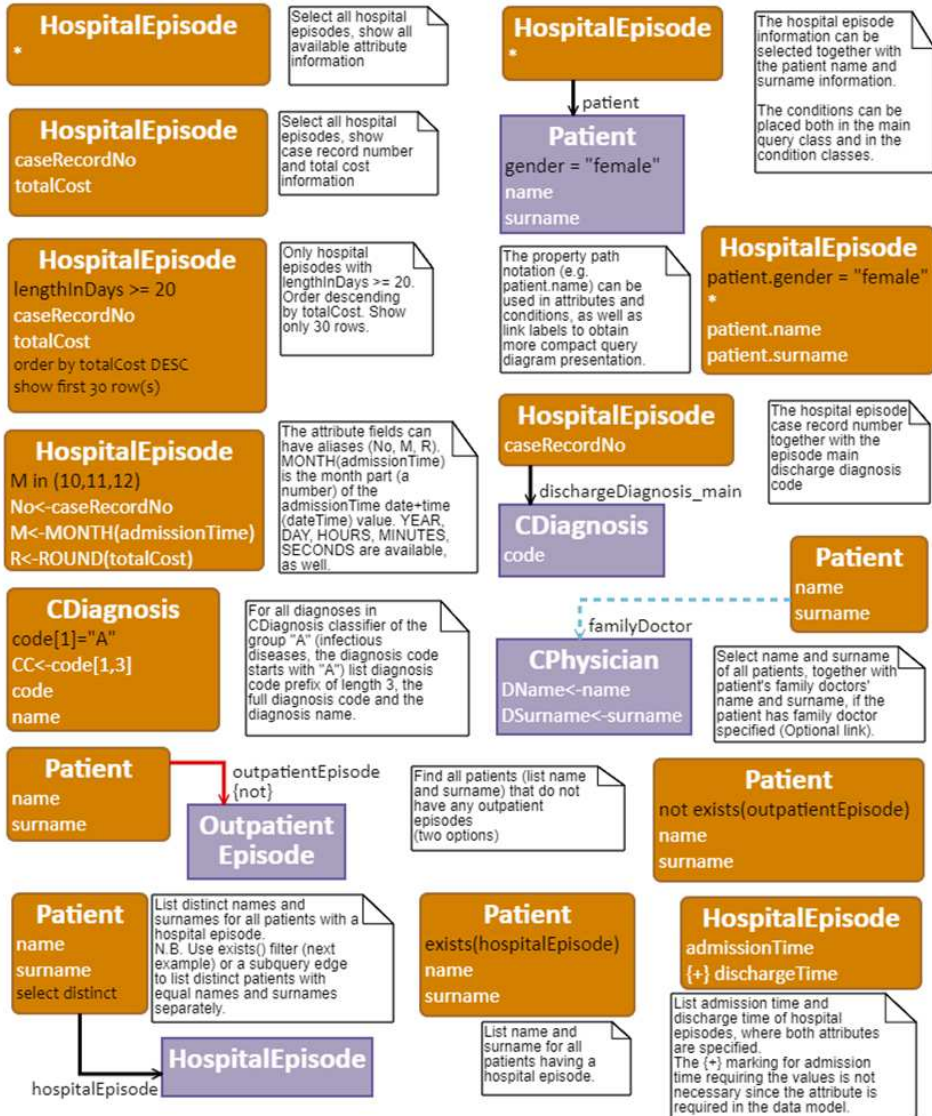 HospitalEpisode
*
Select all hospital
episodes, show all
available attribute
information
HospitalEpisode
*
patient
Patient
gender = "female"
name
surname
The hospital episode
information can be
selected together with
the patient name and
surname information.
The conditions can be
placed both in the main
query class and in the
condition classes.
HospitalEpisode
caseRecordNo
totalCost
Select all hospital
episodes, show
case record number
and total cost
information
HospitalEpisode
lengthInDays >= 20
caseRecordNo
totalCost
order by totalCost DESC
show first 30 row(s)
Only hospital
episodes with
lengthInDays >= 20.
Order descending
by totalCost. Show
only 30 rows.
The property path
notation (e.g.
patient.name) can be
used in attributes and
conditions, as well as
link labels to obtain
more compact query
diagram presentation.
HospitalEpisode
patient.gender = "female"
*
patient.name
patient.surname
HospitalEpisode
M in (10,11,12)
No<-caseRecordNo
M<-MONTH(admissionTime)
R<-ROUND(totalCost)
The attribute fields can
have aliases (No, M, R).
MONTH(admissionTime)
is the month part (a
number) of the
admissionTime date+time
(dateTime) value. YEAR,
DAY, HOURS, MINUTES,
SECONDS are available,
as well.
HospitalEpisode
caseRecordNo
dischargeDiagnosis_main
CDiagnosis
code
The hospital episode
case record number
together with the
episode main
discharge diagnosis
code
CDiagnosis
code[1]="A"
CC<-code[1,3]
code
name
For all diagnoses in
CDiagnosis classifier of the
group "A" (infectious
diseases, the diagnosis code
starts with "A") list diagnosis
code prefix of length 3, the
full diagnosis code and the
diagnosis name.
Patient
name
surname
familyDoctor
CPhysician
DName<-name
DSurname<-surname
Select name and surname
of all patients, together with
patient's family doctors'
name and surname, if the
patient has family doctor
specified (Optional link).
Patient
name
surname
outpatientEpisode
{not}
Outpatient
Episode
Find all patients (list name
and surname) that do not
have any outpatient
episodes
(two options)
Patient
not exists(outpatientEpisode)
name
surname
Patient
name
surname
select distinct
hospitalEpisode
HospitalEpisode
List distinct names and
surnames for all patients with a
hospital episode.
N.B. Use exists() filter (next
example) or a subquery edge
to list distinct patients with
equal names and surnames
separately.
Patient
exists(hospitalEpisode)
name
surname
List name and
surname for all
patients having a
hospital episode.
HospitalEpisode
admissionTime
{+} dischargeTime
List admission time and
discharge time of hospital
episodes, where both attributes
are specified.
The {+} marking for admission
time requiring the values is not
necessary since the attribute is
required in the data model.